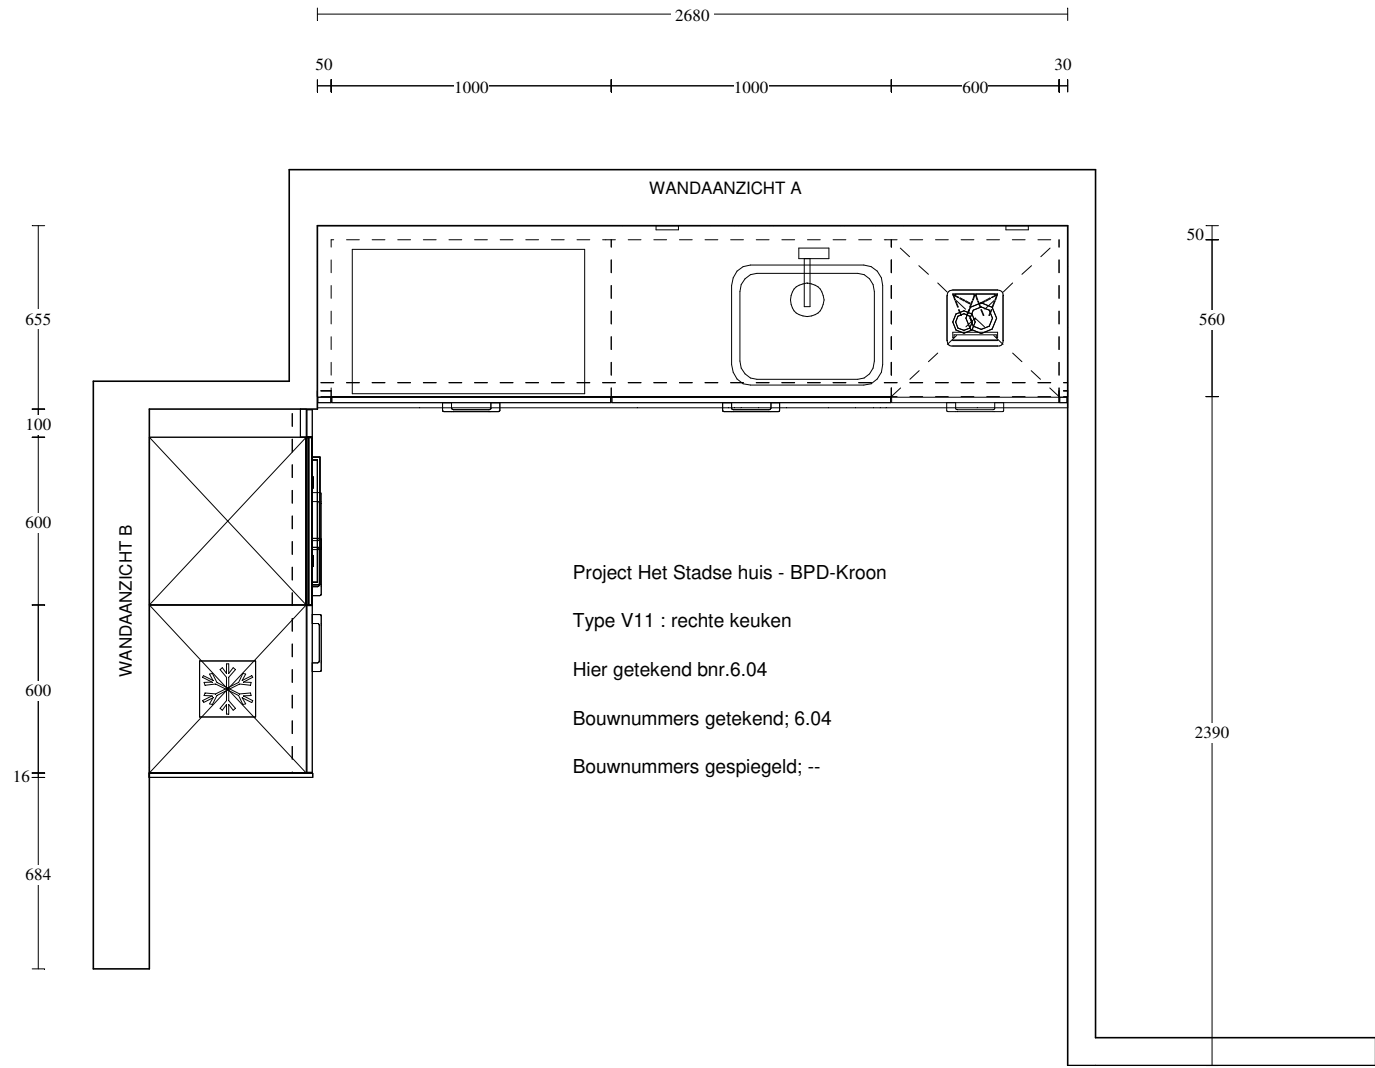 2680
50
30
1000
1000
600
WANDAANZICHT A
50
655
560
100
600
WANDAANZICHT B
Project Het Stadse huis - BPD-Kroon
Type V11 : rechte keuken
Hier getekend bnr.6.04
600
Bouwnummers getekend; 6.04
2390
Bouwnummers gespiegeld; --
16
684